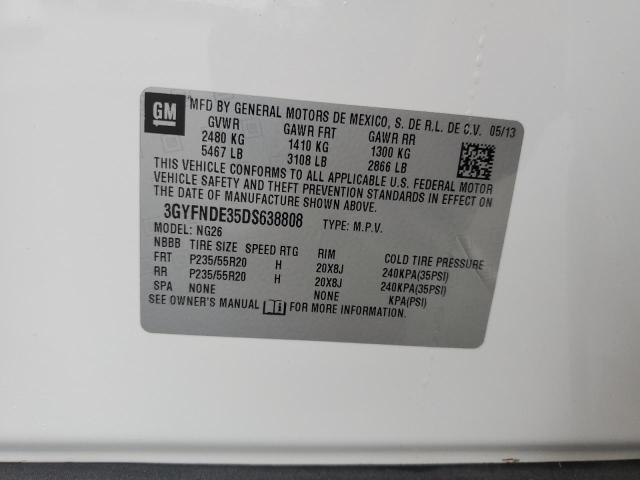 GM
MFD BY GENERAL MOTORS DE MEXICO, S. DE R.L. DE C.V. 05/13
GVWR GAWR FRT GAWR RR
2480 KG 1410 KG 1300 KG
5467 LB 3108 LB 2866 LB
THIS VEHICLE CONFORMS TO ALL APPLICABLE U.S. FEDERAL MOTOR
VEHICLE SAFETY AND THEFT PREVENTION STANDARDS IN EFFECT ON
THE DATE OF MANUFACTURE SHOWN ABOVE.
3GYFNDE35DS638808 TYPE: M.P.V.
MODEL: NG26
NBBB TIRE SIZE SPEED RTG RIM COLD TIRE PRESSURE
FRT P235/55R20 H 20X8J 240KPA(35PSI)
RR P235/55R20 H 20X8J 240KPA(35PSI)
SPA NONE NONE KPA(PSI)
SEE OWNER'S MANUAL FOR MORE INFORMATION.